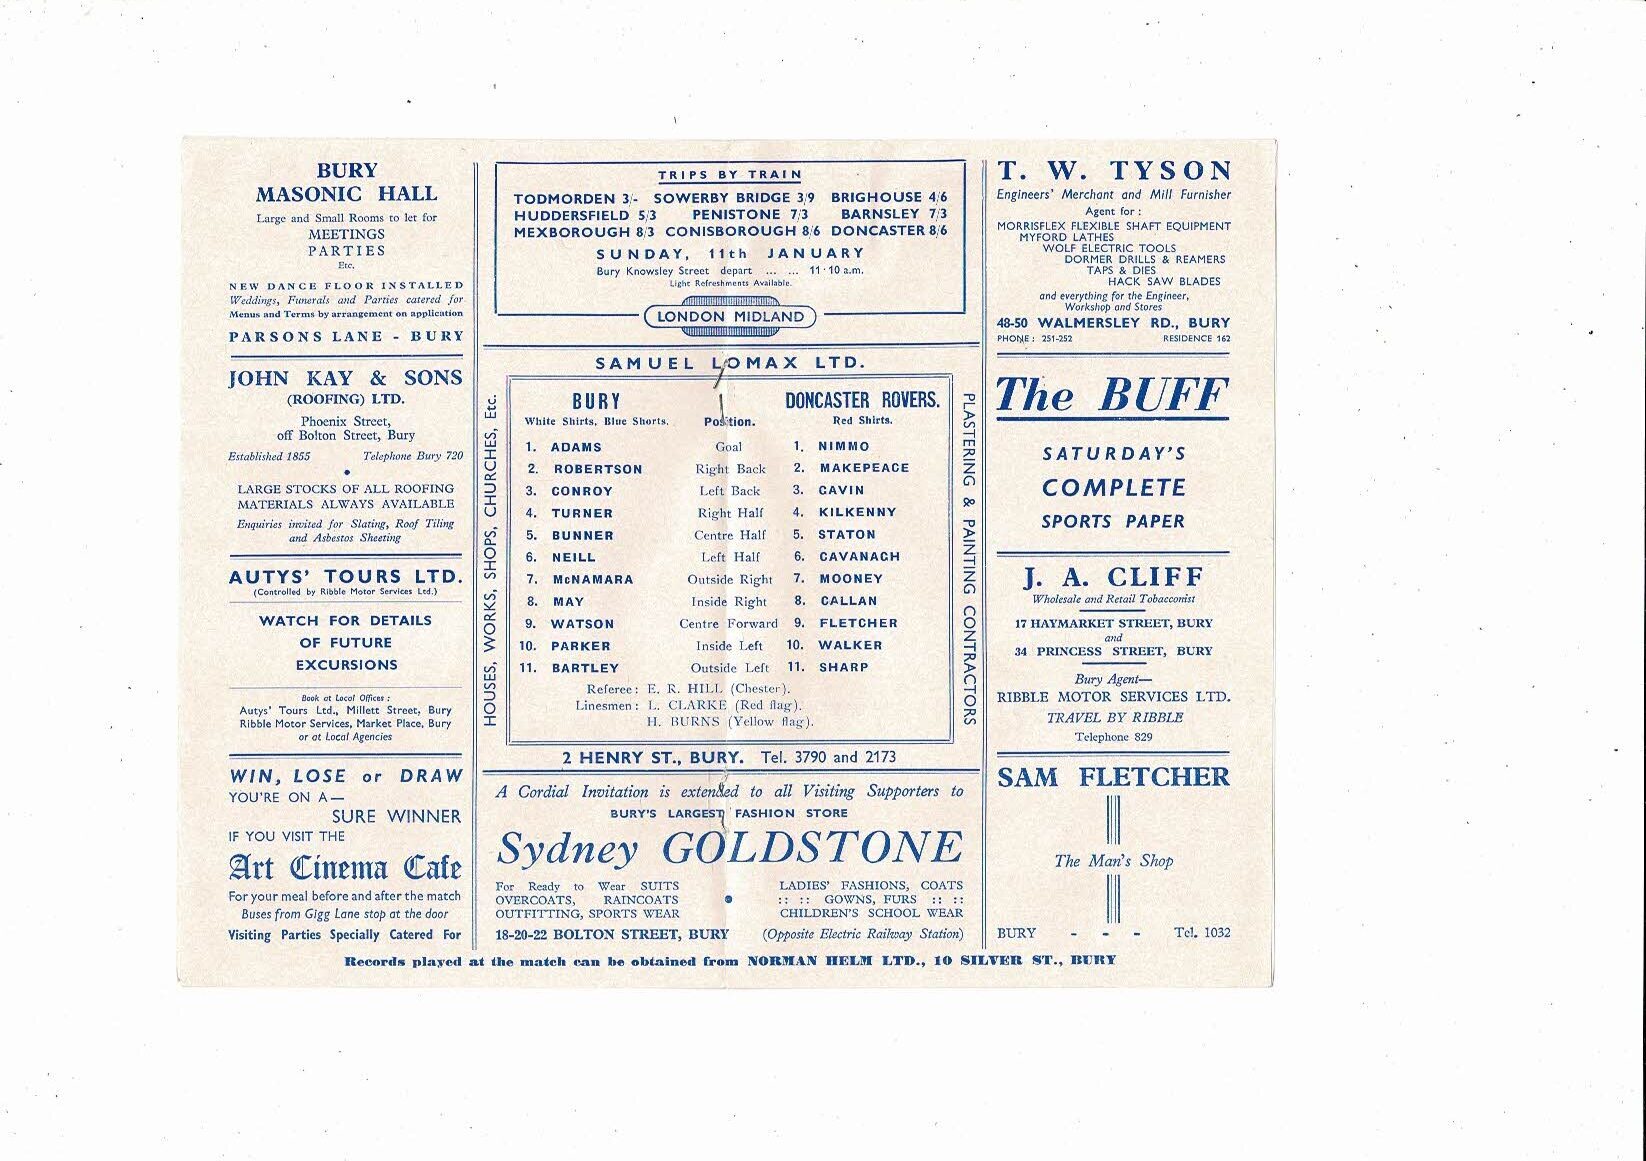 BURY
MASONIC HALL
Large and Small Rooms to let for
MEETINGS
PARTIES
Etc.
NEW DANCE FLOOR INSTALLED
Weddings, Funerals and Parties catered for
Menus and Terms by arrangement on application
PARSONS LANE - BURY
JOHN KAY & SONS
(ROOFING) LTD.
Phoenix Street,
off Bolton Street, Bury
Established 1855 Telephone Bury 720
LARGE STOCKS OF ALL ROOFING
MATERIALS ALWAYS AVAILABLE
Enquiries invited for Slating, Roof Tiling
and Asbestos Sheeting
AUTYS' TOURS LTD.
(Controlled by Ribble Motor Services Ltd.)
WATCH FOR DETAILS
OF FUTURE
EXCURSIONS
Book at Local Offices :
Autys' Tours Ltd., Millett Street, Bury
Ribble Motor Services, Market Place, Bury
or at Local Agencies
WIN, LOSE or DRAW
YOU'RE ON A—
SURE WINNER
IF YOU VISIT THE
Art Cinema Cafe
For your meal before and after the match
Buses from Gigg Lane stop at the door
Visiting Parties Specially Catered For
TRIPS BY TRAIN
TODMORDEN 3/- SOWERBY BRIDGE 3/9 BRIGHOUSE 4/6
HUDDERSFIELD 5/3 PENISTONE 7/3 BARNSLEY 7/3
MEXBOROUGH 8/3 CONISBOROUGH 8/6 DONCASTER 8/6
SUNDAY, 11th JANUARY
Bury Knowsley Street depart ... ... 11·10 a.m.
Light Refreshments Available.
LONDON MIDLAND
SAMUEL LOMAX LTD.
HOUSES, WORKS, SHOPS, CHURCHES, Etc.
BURY DONCASTER ROVERS.
White Shirts, Blue Shorts. Position. Red Shirts.
1. ADAMS Goal 1. NIMMO
2. ROBERTSON Right Back 2. MAKEPEACE
3. CONROY Left Back 3. GAVIN
4. TURNER Right Half 4. KILKENNY
5. BUNNER Centre Half 5. STATON
6. NEILL Left Half 6. CAVANAGH
7. McNAMARA Outside Right 7. MOONEY
8. MAY Inside Right 8. CALLAN
9. WATSON Centre Forward 9. FLETCHER
10. PARKER Inside Left 10. WALKER
11. BARTLEY Outside Left 11. SHARP
Referee : E. R. HILL (Chester).
Linesmen : L. CLARKE (Red flag).
H. BURNS (Yellow flag).
PLASTERING & PAINTING CONTRACTORS
2 HENRY ST., BURY. Tel. 3790 and 2173
A Cordial Invitation is extended to all Visiting Supporters to
BURY'S LARGEST FASHION STORE
Sydney GOLDSTONE
For Ready to Wear SUITS LADIES' FASHIONS, COATS
OVERCOATS, RAINCOATS :: :: GOWNS, FURS :: ::
OUTFITTING, SPORTS WEAR CHILDREN'S SCHOOL WEAR
18-20-22 BOLTON STREET, BURY (Opposite Electric Railway Station)
T. W. TYSON
Engineers' Merchant and Mill Furnisher
Agent for :
MORRISFLEX FLEXIBLE SHAFT EQUIPMENT
MYFORD LATHES
WOLF ELECTRIC TOOLS
DORMER DRILLS & REAMERS
TAPS & DIES
HACK SAW BLADES
and everything for the Engineer,
Workshop and Stores
48-50 WALMERSLEY RD., BURY
PHONE : 251-252 RESIDENCE 162
The BUFF
SATURDAY'S
COMPLETE
SPORTS PAPER
J. A. CLIFF
Wholesale and Retail Tobacconist
17 HAYMARKET STREET, BURY
and
34 PRINCESS STREET, BURY
Bury Agent—
RIBBLE MOTOR SERVICES LTD.
TRAVEL BY RIBBLE
Telephone 829
SAM FLETCHER
The Man's Shop
BURY - - - Tel. 1032
Records played at the match can be obtained from NORMAN HELM LTD., 10 SILVER ST., BURY